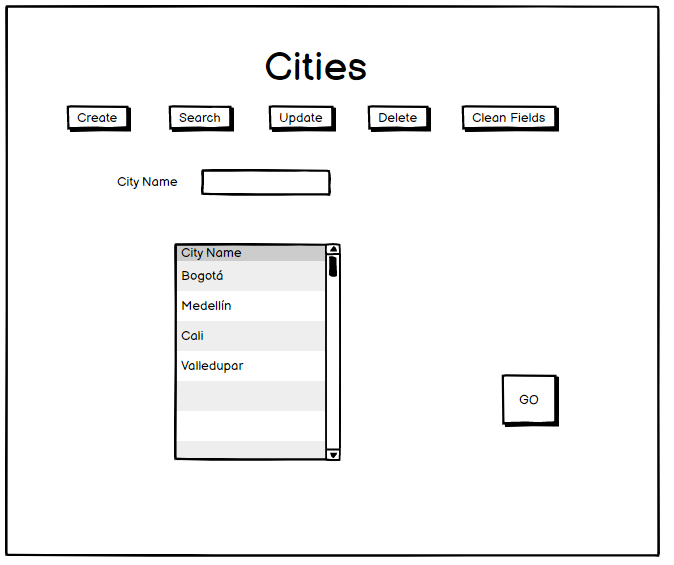 Cities
Create Search Update Delete Clean Fields
City Name
City Name
Bogotá
Medellín
Cali
Valledupar
GO